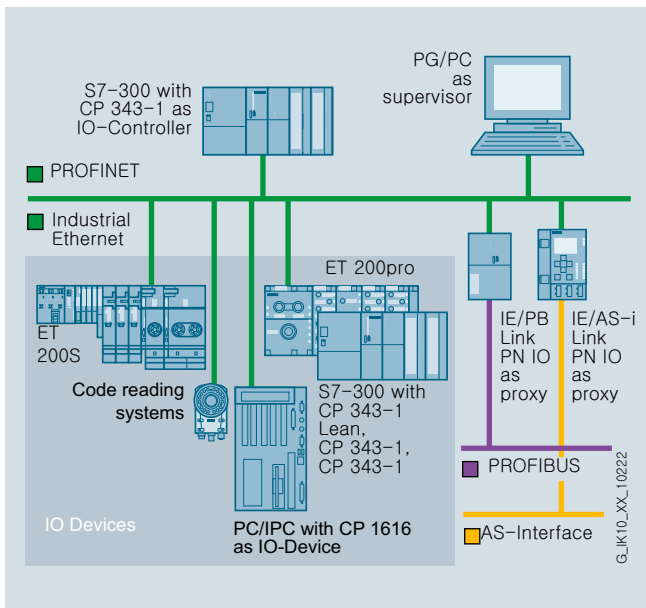 S7-300 with
CP 343-1 as
IO-Controller
PG/PC
as
supervisor
PROFINET
Industrial
Ethernet
ET 200pro
ET
200S
IE/PB
Link
PN IO
as
proxy
IE/AS-i
Link
PN IO
as
proxy
Code reading
systems
S7-300 with
CP 343-1
Lean,
CP 343-1,
CP 343-1
PROFIBUS
IO Devices
PC/IPC with CP 1616
as IO-Device
AS-Interface
G_IK10_XX_10222